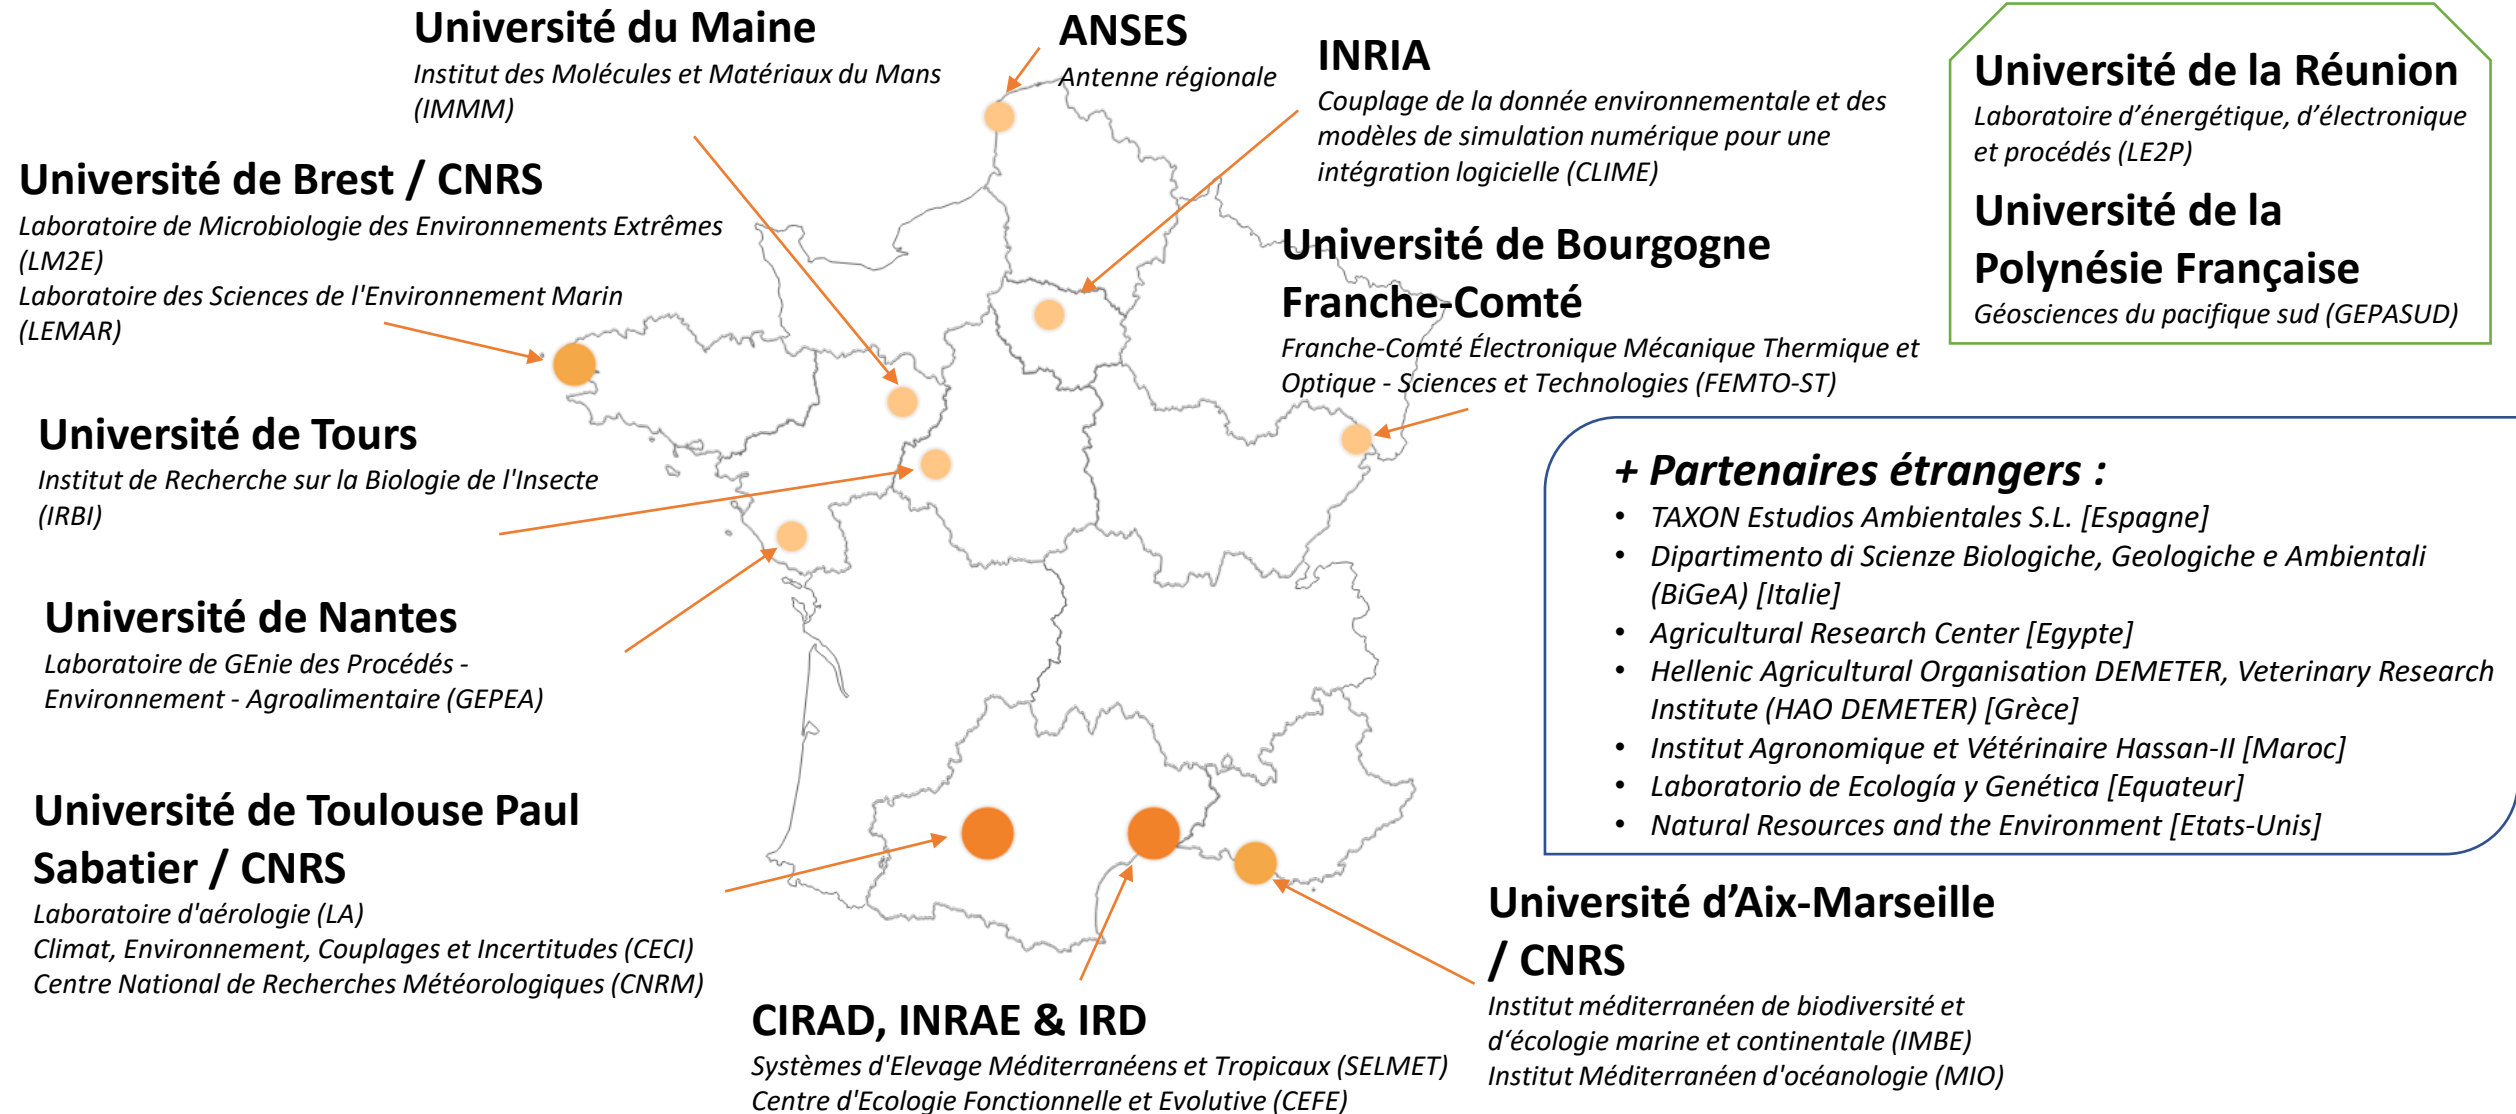 Université du Maine
Institut des Molécules et Matériaux du Mans
(IMMM)
ANSES
Antenne régionale
INRIA
Couplage de la donnée environnementale et des
modèles de simulation numérique pour une
intégration logicielle (CLIME)
Université de la Réunion
Laboratoire d’énergétique, d’électronique
et procédés (LE2P)
Université de la
Polynésie Française
Géosciences du pacifique sud (GEPASUD)
Université de Brest / CNRS
Laboratoire de Microbiologie des Environnements Extrêmes
(LM2E)
Laboratoire des Sciences de l'Environnement Marin
(LEMAR)
Université de Bourgogne
Franche-Comté
Franche-Comté Électronique Mécanique Thermique et
Optique - Sciences et Technologies (FEMTO-ST)
Université de Tours
Institut de Recherche sur la Biologie de l'Insecte
(IRBI)
+ Partenaires étrangers :
• TAXON Estudios Ambientales S.L. [Espagne]
• Dipartimento di Scienze Biologiche, Geologiche e Ambientali
(BiGeA) [Italie]
• Agricultural Research Center [Egypte]
• Hellenic Agricultural Organisation DEMETER, Veterinary Research
Institute (HAO DEMETER) [Grèce]
• Institut Agronomique et Vétérinaire Hassan-II [Maroc]
• Laboratorio de Ecología y Genética [Equateur]
• Natural Resources and the Environment [Etats-Unis]
Université de Nantes
Laboratoire de GEnie des Procédés -
Environnement - Agroalimentaire (GEPEA)
Université de Toulouse Paul
Sabatier / CNRS
Laboratoire d'aérologie (LA)
Climat, Environnement, Couplages et Incertitudes (CECI)
Centre National de Recherches Météorologiques (CNRM)
CIRAD, INRAE & IRD
Systèmes d'Elevage Méditerranéens et Tropicaux (SELMET)
Centre d'Ecologie Fonctionnelle et Evolutive (CEFE)
Université d’Aix-Marseille
/ CNRS
Institut méditerranéen de biodiversité et
d‘écologie marine et continentale (IMBE)
Institut Méditerranéen d'océanologie (MIO)